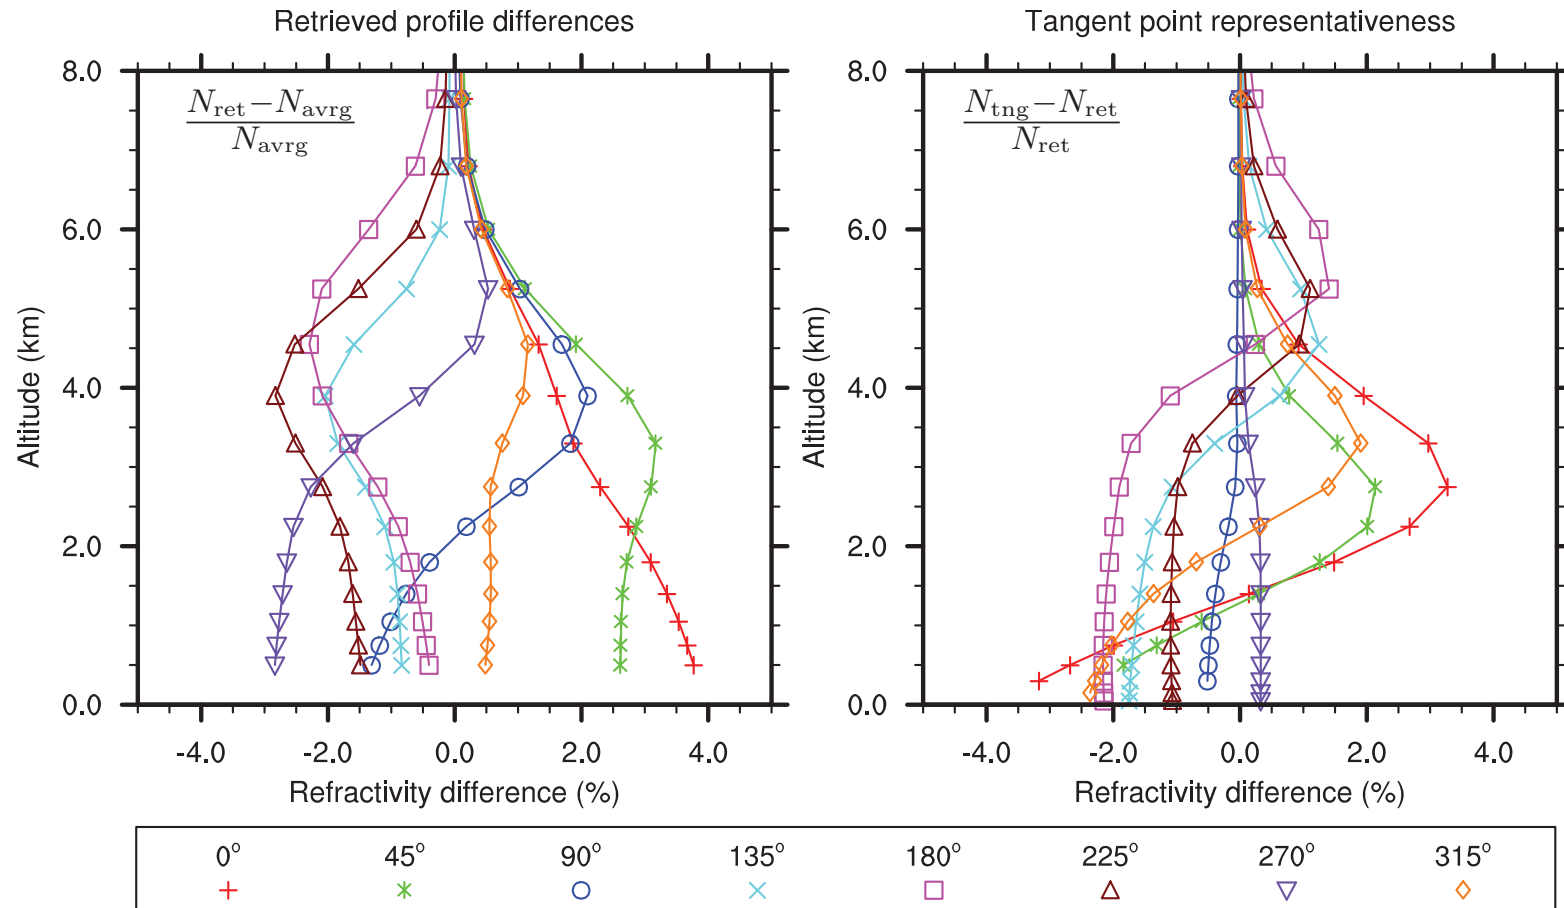 Retrieved profile differences
Tangent point representativeness
-4.0 -2.0 0.0 2.0 4.0
Refractivity difference (%)
8.0
6.0
4.0
2.0
0.0
Altitude (km)
N_ret−N_avrg
N_avrg
-4.0 -2.0 0.0 2.0 4.0
Refractivity difference (%)
8.0
6.0
4.0
2.0
0.0
Altitude (km)
N_tng−N_ret
N_ret
0° 45° 90° 135° 180° 225° 270° 315°